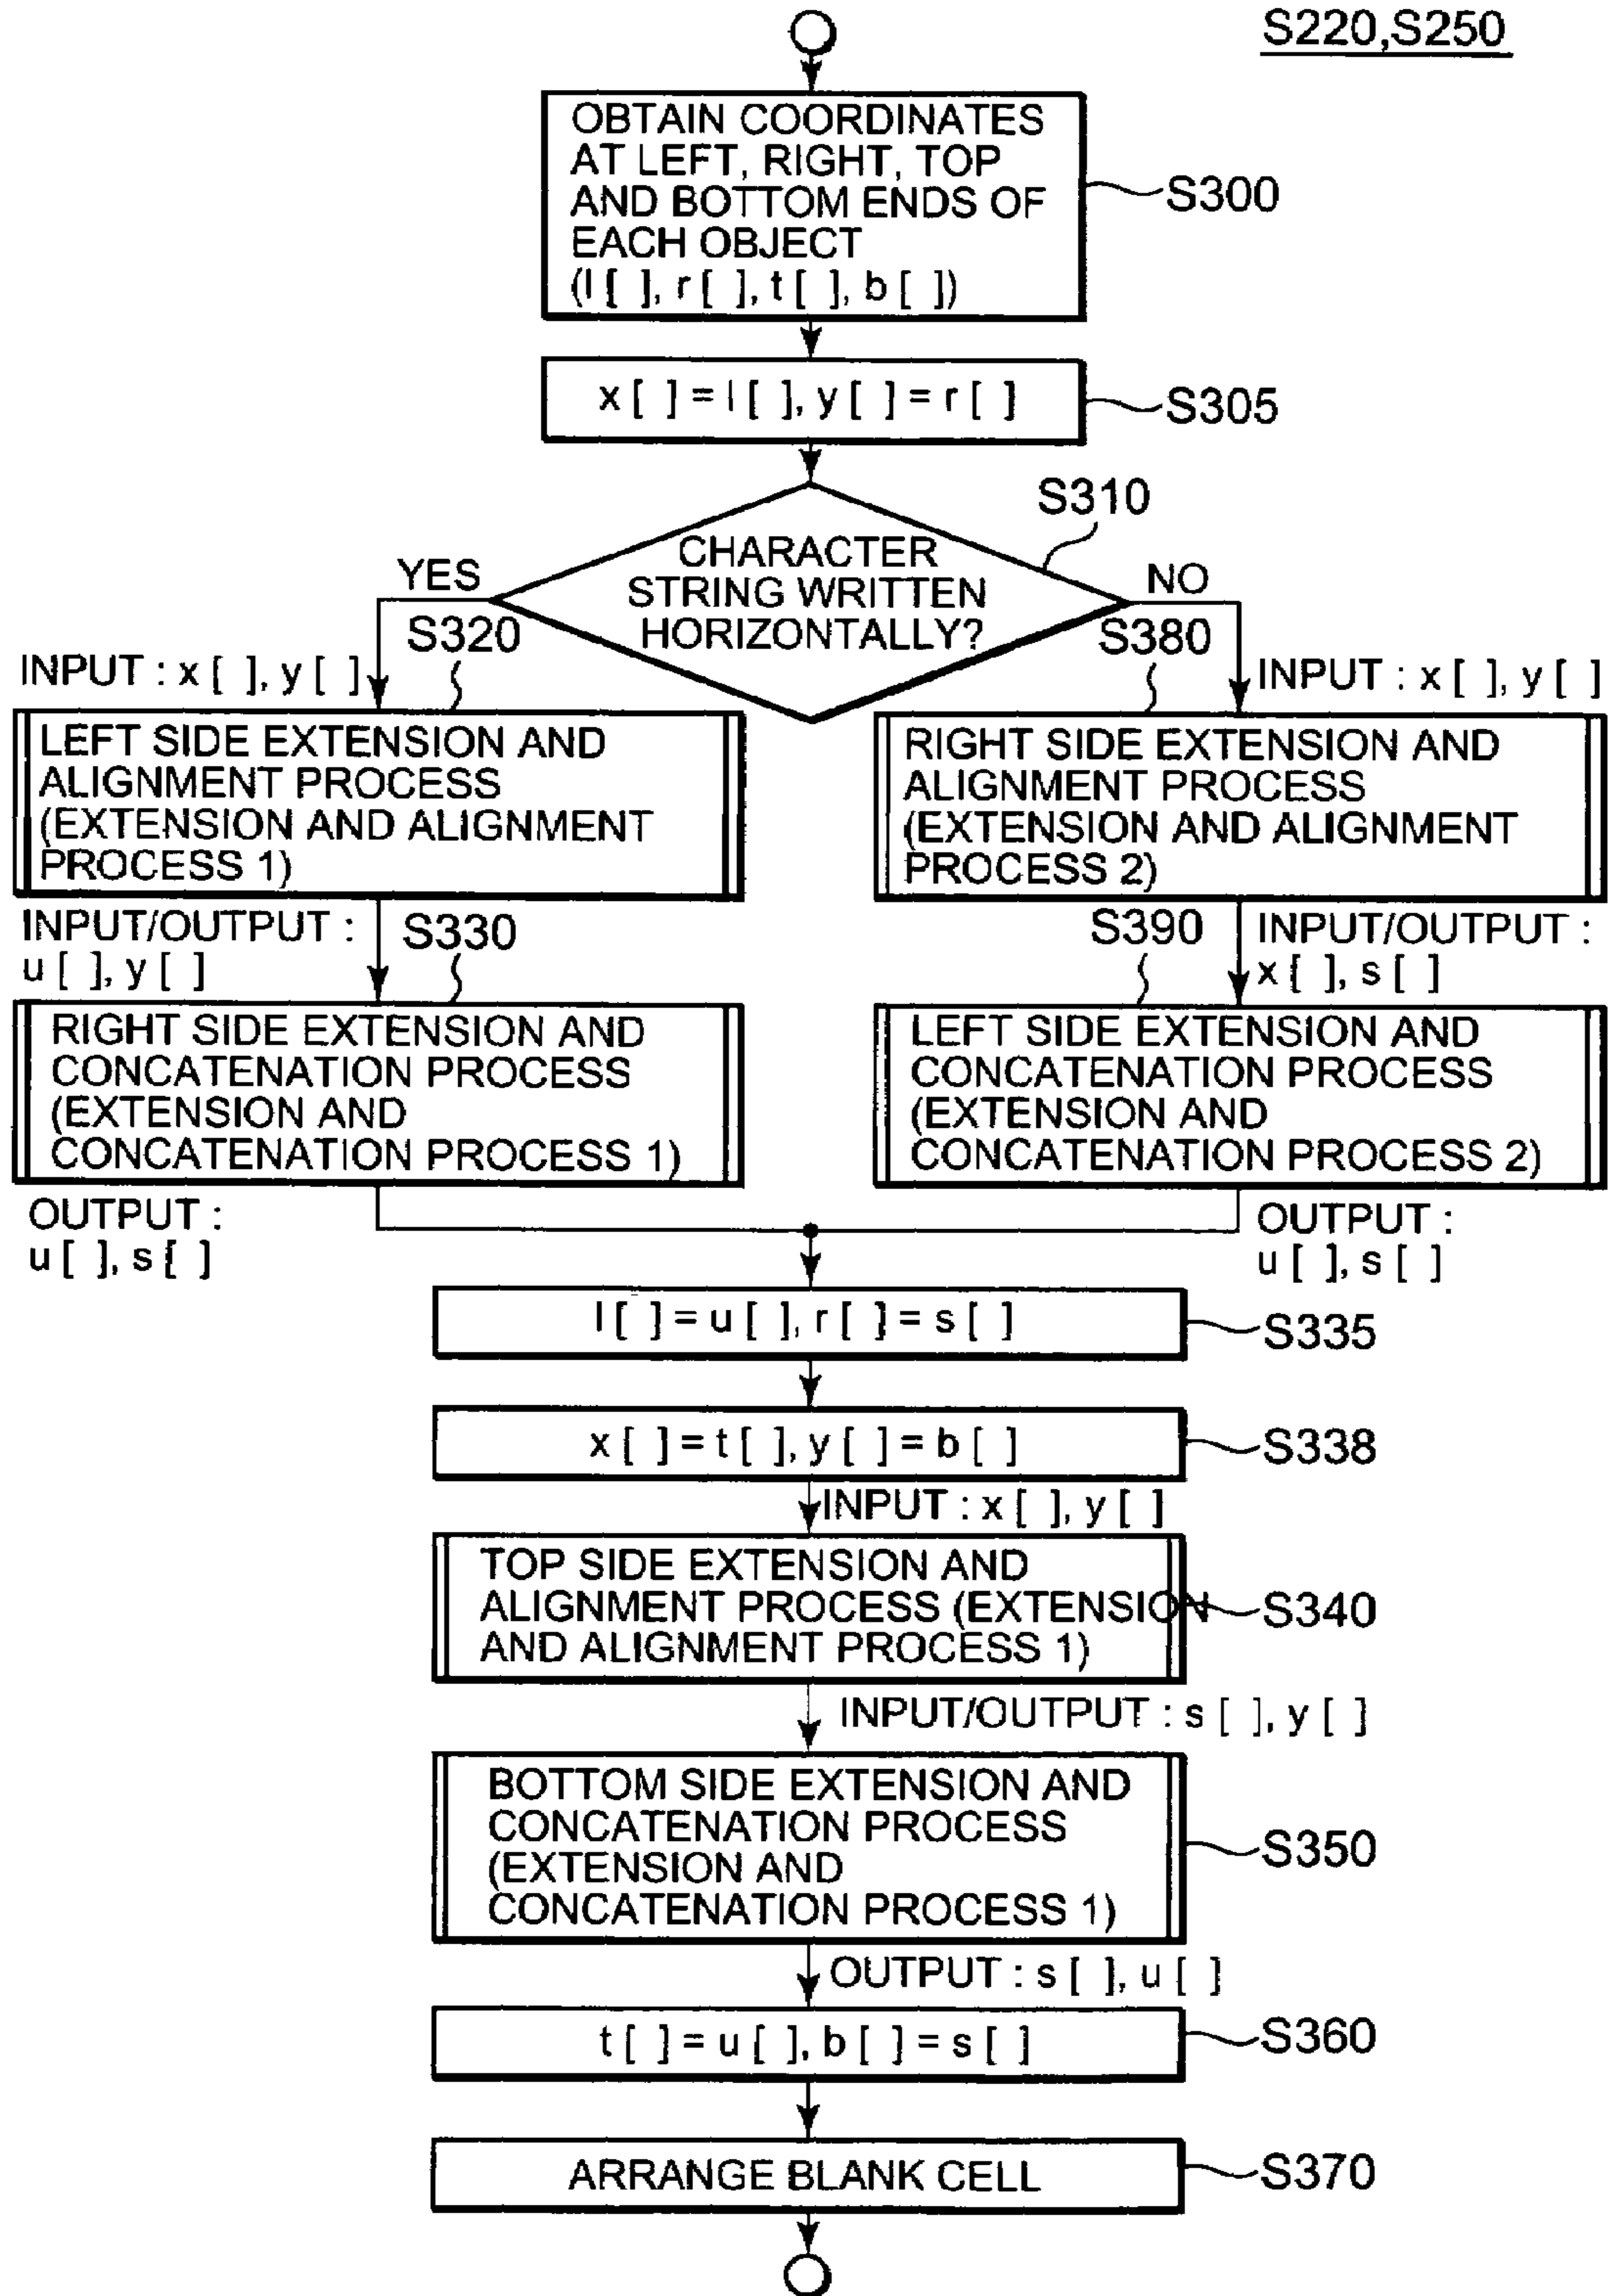 S220,S250
OBTAIN COORDINATES
AT LEFT, RIGHT, TOP
AND BOTTOM ENDS OF
EACH OBJECT
(l [ ], r [ ], t [ ], b [ ])
S300
x [ ] = l [ ], y [ ] = r [ ]
S305
S310
CHARACTER
STRING WRITTEN
HORIZONTALLY?
YES
NO
S320
S380
INPUT : x [ ], y [ ]
INPUT : x [ ], y [ ]
LEFT SIDE EXTENSION AND
ALIGNMENT PROCESS
(EXTENSION AND ALIGNMENT
PROCESS 1)
RIGHT SIDE EXTENSION AND
ALIGNMENT PROCESS
(EXTENSION AND ALIGNMENT
PROCESS 2)
INPUT/OUTPUT :
u [ ], y [ ]
S330
S390
INPUT/OUTPUT :
x [ ], s [ ]
RIGHT SIDE EXTENSION AND
CONCATENATION PROCESS
(EXTENSION AND
CONCATENATION PROCESS 1)
LEFT SIDE EXTENSION AND
CONCATENATION PROCESS
(EXTENSION AND
CONCATENATION PROCESS 2)
OUTPUT :
u [ ], s [ ]
OUTPUT :
u [ ], s [ ]
l [ ] = u [ ], r [ ] = s [ ]
S335
x [ ] = t [ ], y [ ] = b [ ]
S338
INPUT : x [ ], y [ ]
TOP SIDE EXTENSION AND
ALIGNMENT PROCESS (EXTENSION
AND ALIGNMENT PROCESS 1)
S340
INPUT/OUTPUT : s [ ], y [ ]
BOTTOM SIDE EXTENSION AND
CONCATENATION PROCESS
(EXTENSION AND
CONCATENATION PROCESS 1)
S350
OUTPUT : s [ ], u [ ]
t [ ] = u [ ], b [ ] = s [ ]
S360
ARRANGE BLANK CELL
S370